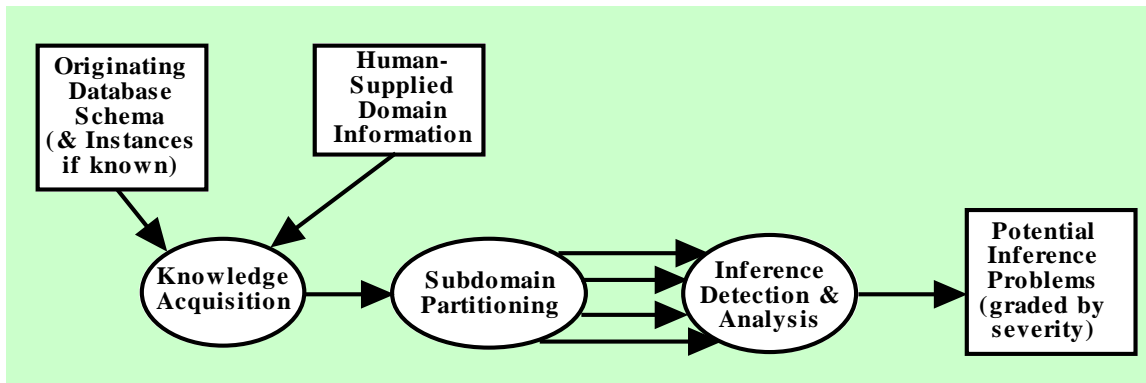 Originating
Database
Schema
(& Instances
if known)
Human-
Supplied
Domain
Information
Knowledge
Acquisition
Subdomain
Partitioning
Inference
Detection &
Analysis
Potential
Inference
Problems
(graded by
severity)